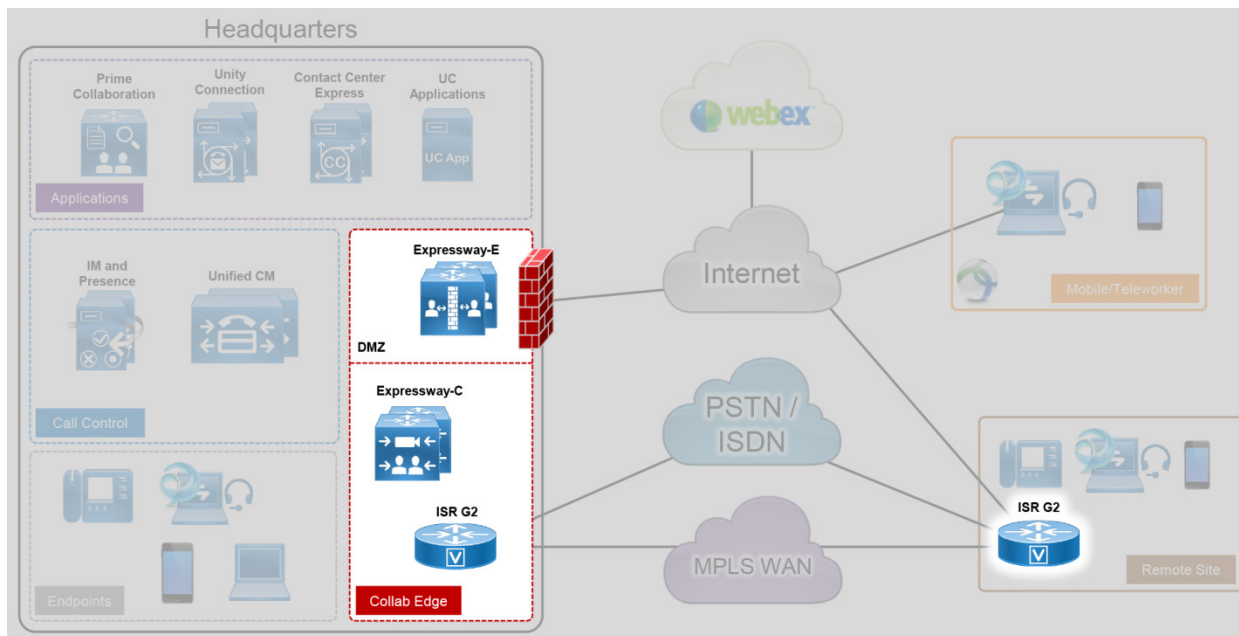 Headquarters
Prime
Collaboration
Unity
Connection
Contact Center
Express
UC
Applications
CC
UC App
Applications
webex
Expressway-E
IM and
Presence
Unified CM
Internet
Mobile/Teleworker
DMZ
Expressway-C
Call Control
PSTN /
ISDN
ISR G2
ISR G2
V
V
MPLS WAN
Endpoints
Collab Edge
Remote Site